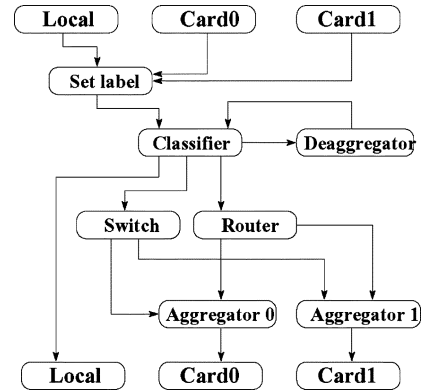 Local Card0 Card1
Set label
Classifier Deaggregator
Switch Router
Aggregator 0 Aggregator 1
Local Card0 Card1